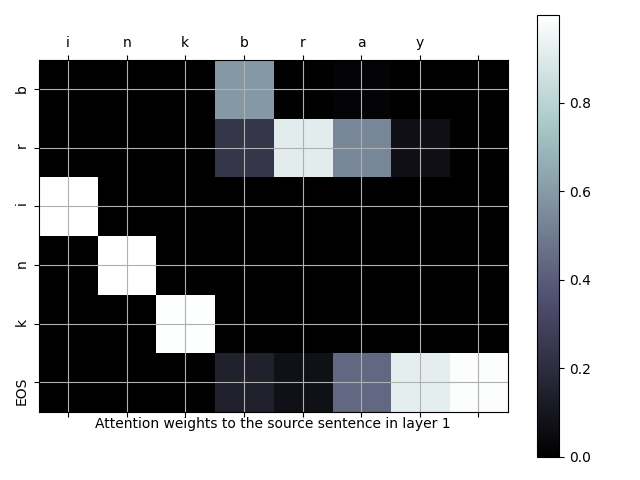 i n k b r a y
b
r
i
n
k
EOS
0.8
0.6
0.4
0.2
0.0
Attention weights to the source sentence in layer 1